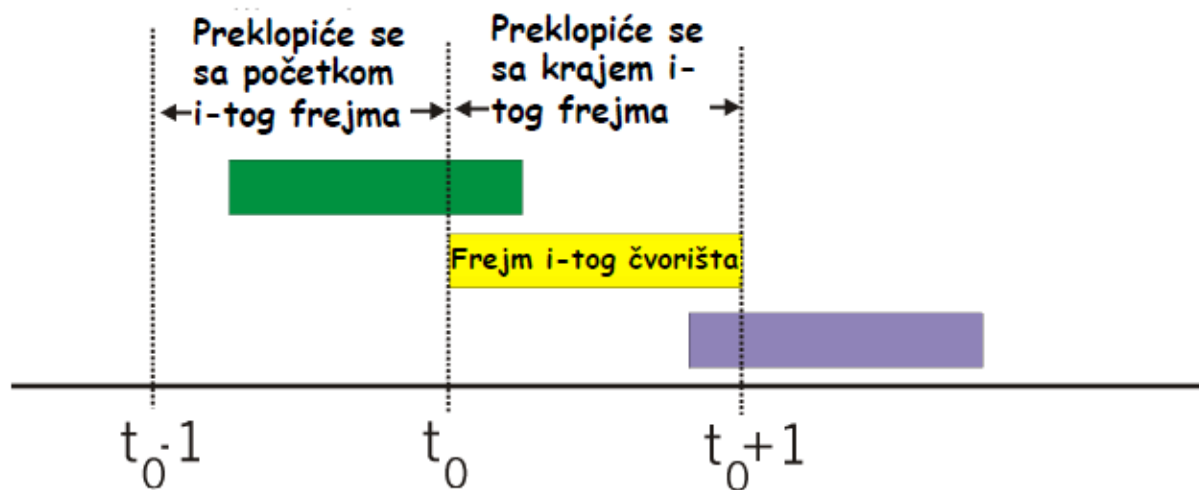 Preklopiće se
sa početkom
i-tog frejma
Preklopiće se
sa krajem i-
tog frejma
Frejm i-tog čvorišta
t0-1
t0
t0+1